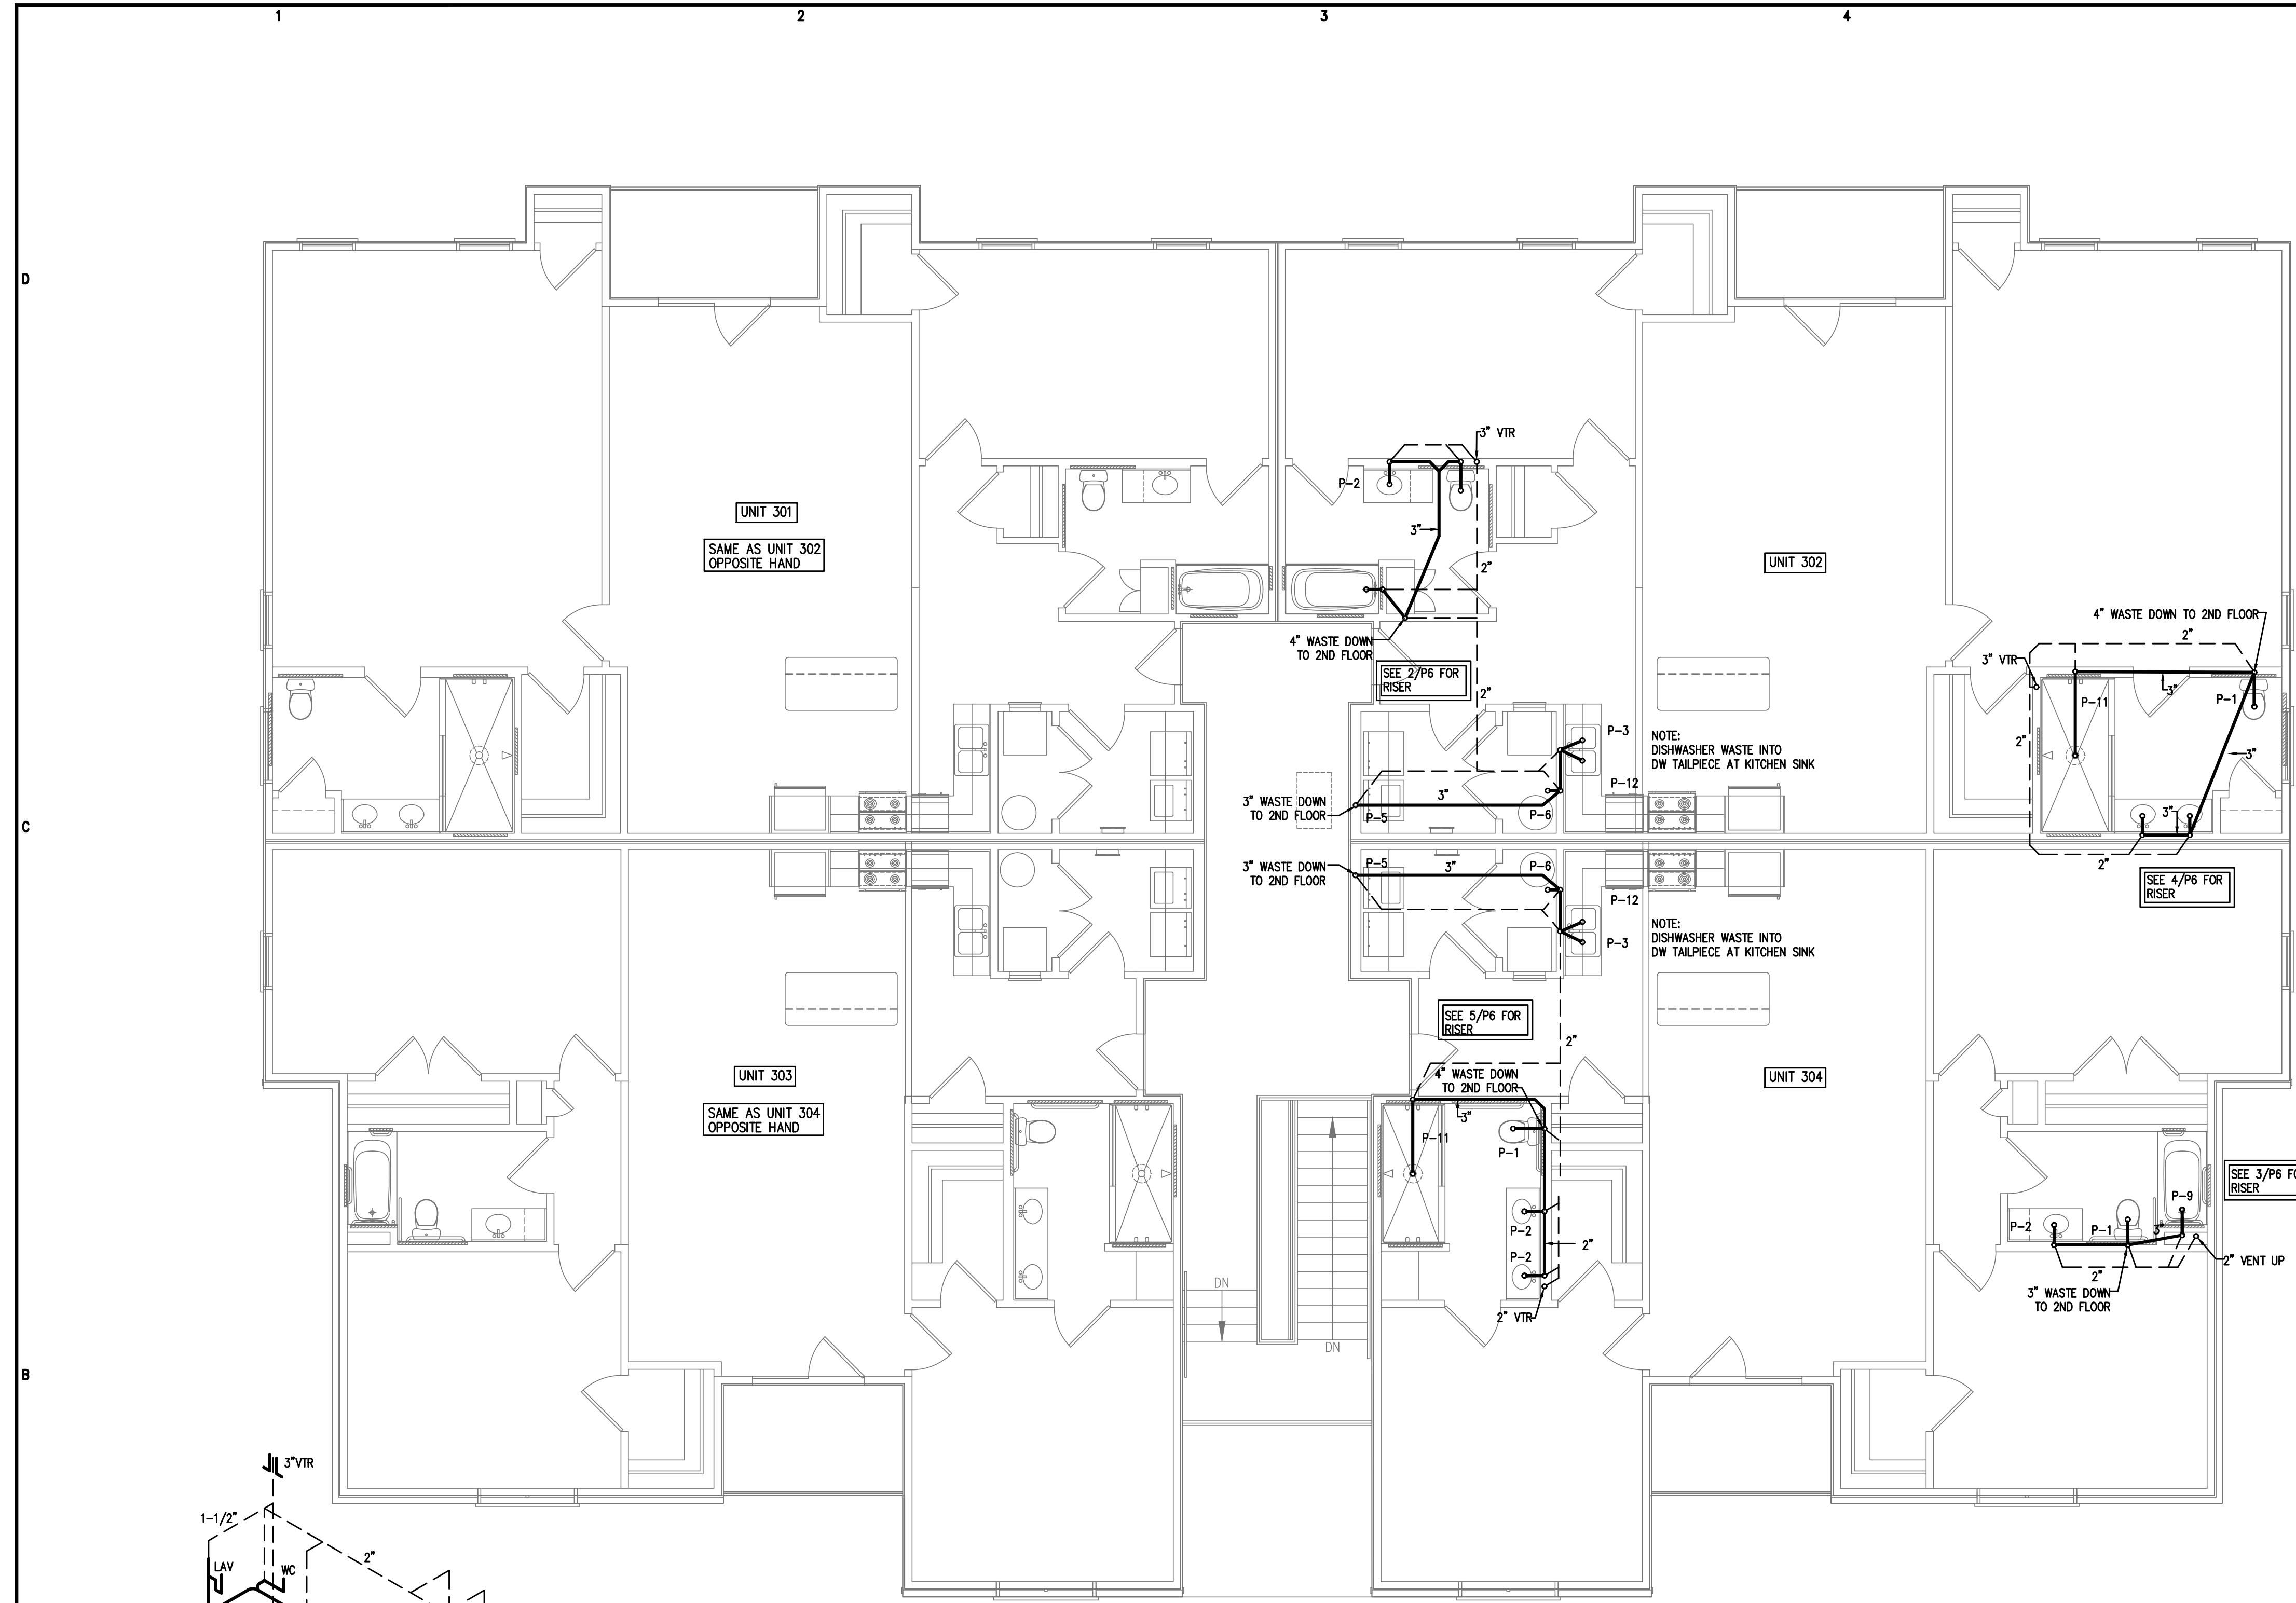 1
2
3
4
D
C
B
3" VTR
P-2
3"
2"
4" WASTE DOWN
TO 2ND FLOOR
SEE 2/P6 FOR
RISER
2"
UNIT 301
SAME AS UNIT 302
OPPOSITE HAND
UNIT 302
4" WASTE DOWN TO 2ND FLOOR
2"
3" VTR
3"
P-11
P-1
2"
3"
3"
2"
SEE 4/P6 FOR
RISER
P-3
NOTE:
DISHWASHER WASTE INTO
DW TAILPIECE AT KITCHEN SINK
P-12
3" WASTE DOWN
TO 2ND FLOOR
3"
P-5
P-6
3" WASTE DOWN
TO 2ND FLOOR
P-5
3"
P-6
P-12
NOTE:
DISHWASHER WASTE INTO
DW TAILPIECE AT KITCHEN SINK
P-3
SEE 5/P6 FOR
RISER
2"
UNIT 303
SAME AS UNIT 304
OPPOSITE HAND
UNIT 304
4" WASTE DOWN
TO 2ND FLOOR
3"
P-11
P-1
P-2
P-2
2"
2" VTR
DN
DN
SEE 3/P6
RISER
P-9
P-2
P-1
3"
2"
2" VENT UP
3" WASTE DOWN
TO 2ND FLOOR
3"VTR
1-1/2"
2"
LAV
WC